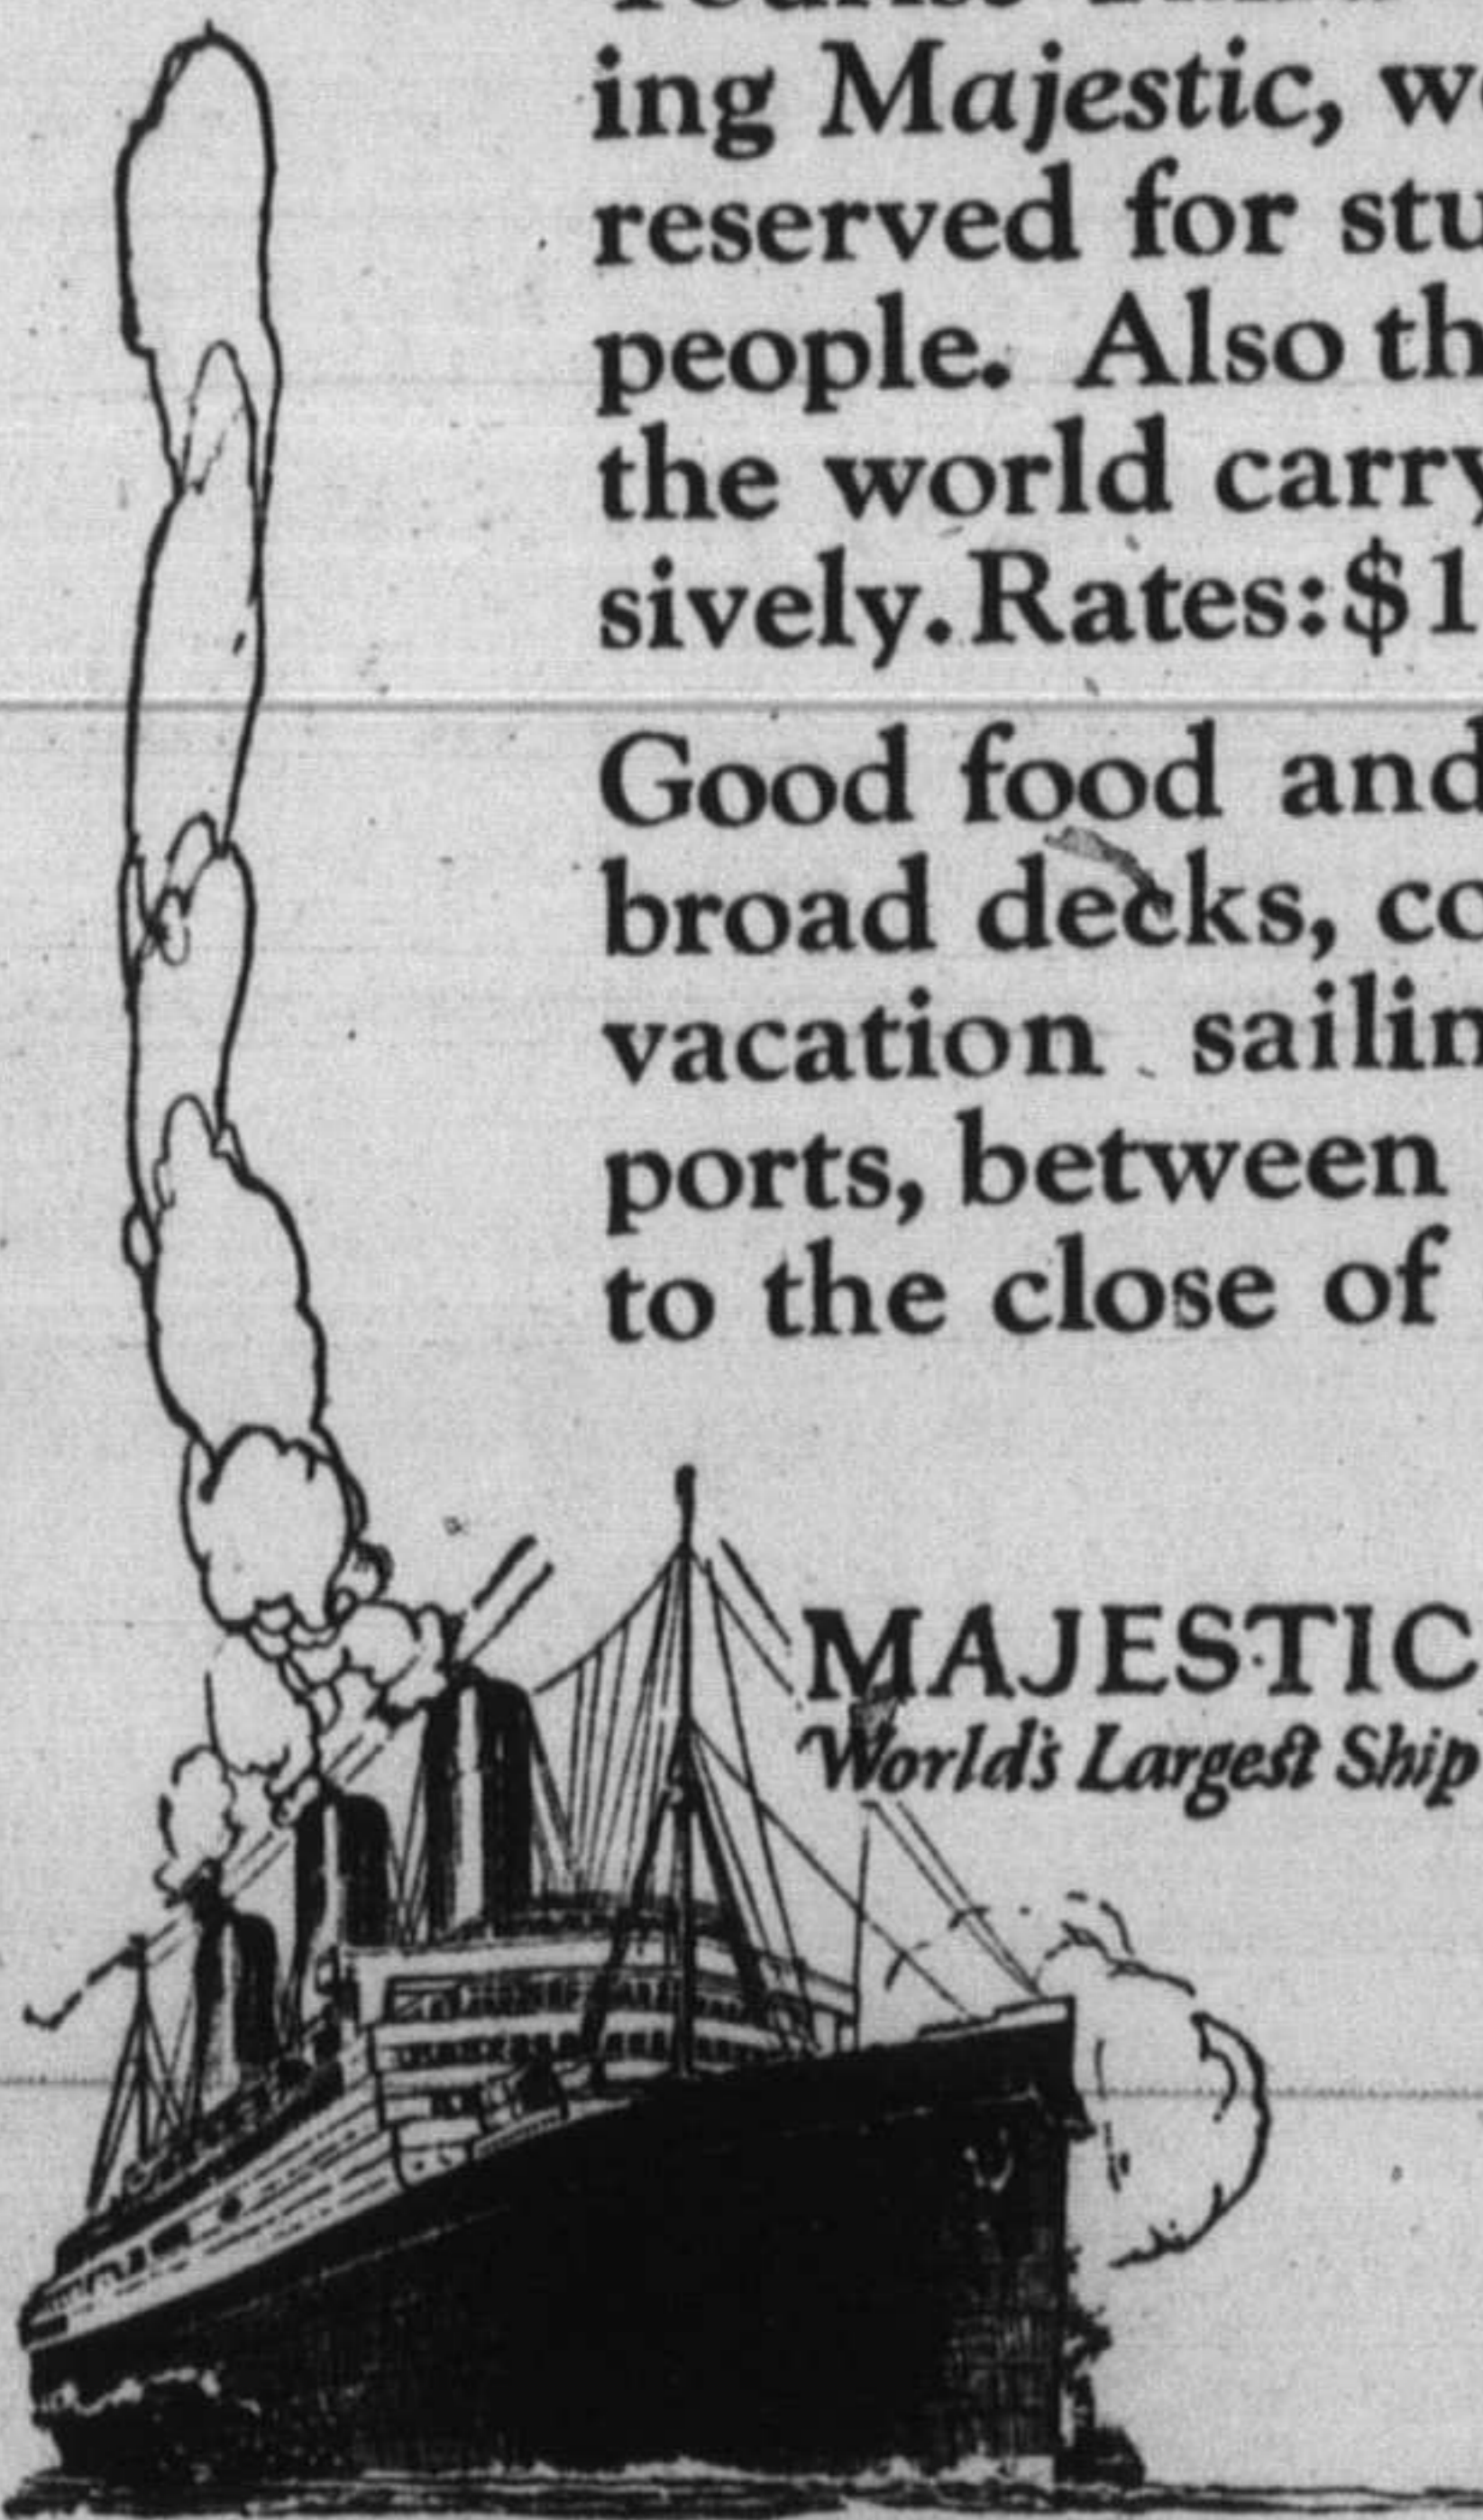 ing Majestic, w
reserved for stu
people. Also th
the world carry
sively. Rates: $1
Good food and
broad decks, co
vacation sailin
ports, between
to the close of
MAJESTIC
World's Largest Ship